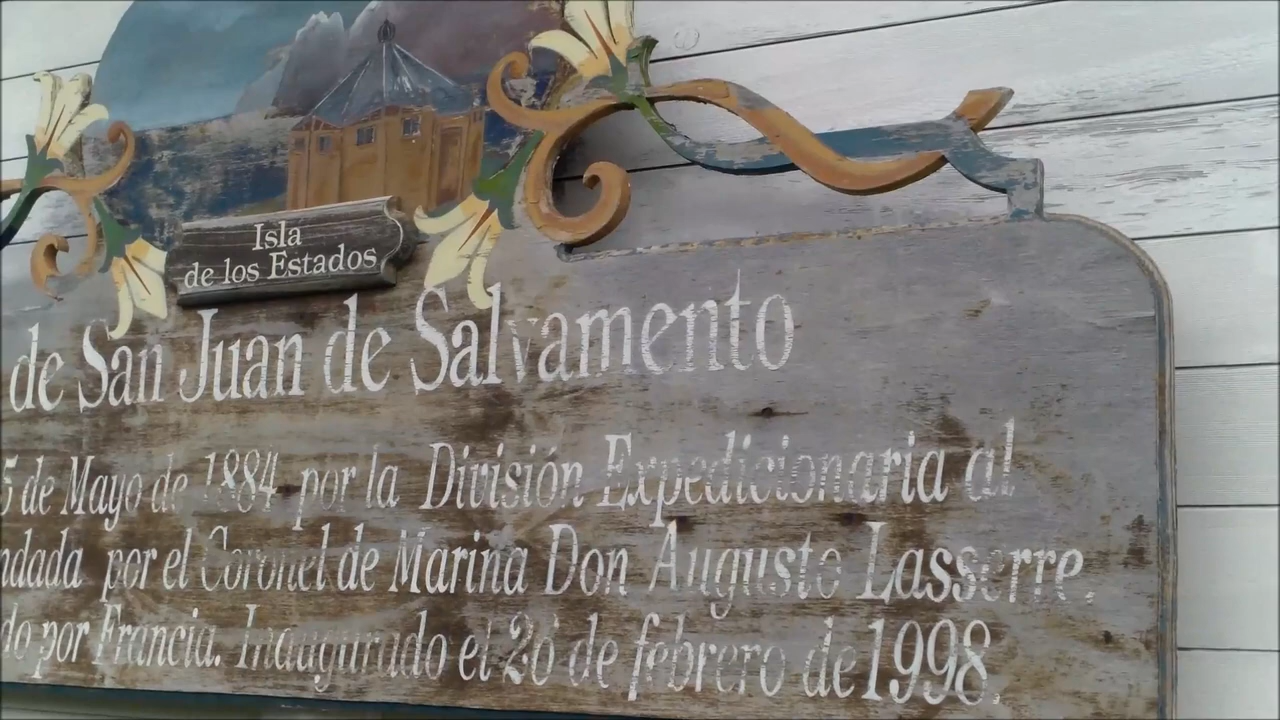 Isla
de los Estados
de San Juan de Salvamento
5 de Mayo de 1884 por la División Expedicionaria al
ndada por el Coronel de Marina Don Augusto Lasserre.
do por Francia. Inaugurado el 26 de febrero de 1998.